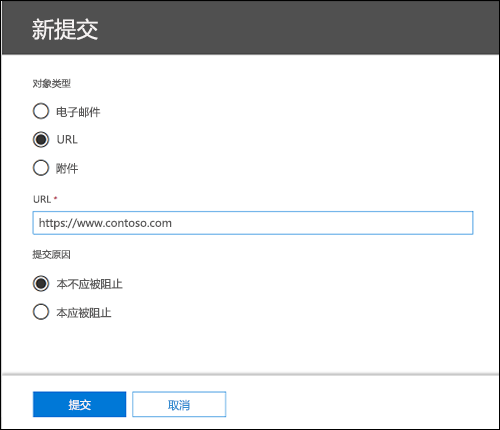 新提交
对象类型
电子邮件
URL
附件
URL *
https://www.contoso.com
提交原因
本不应被阻止
本应被阻止
提交 取消